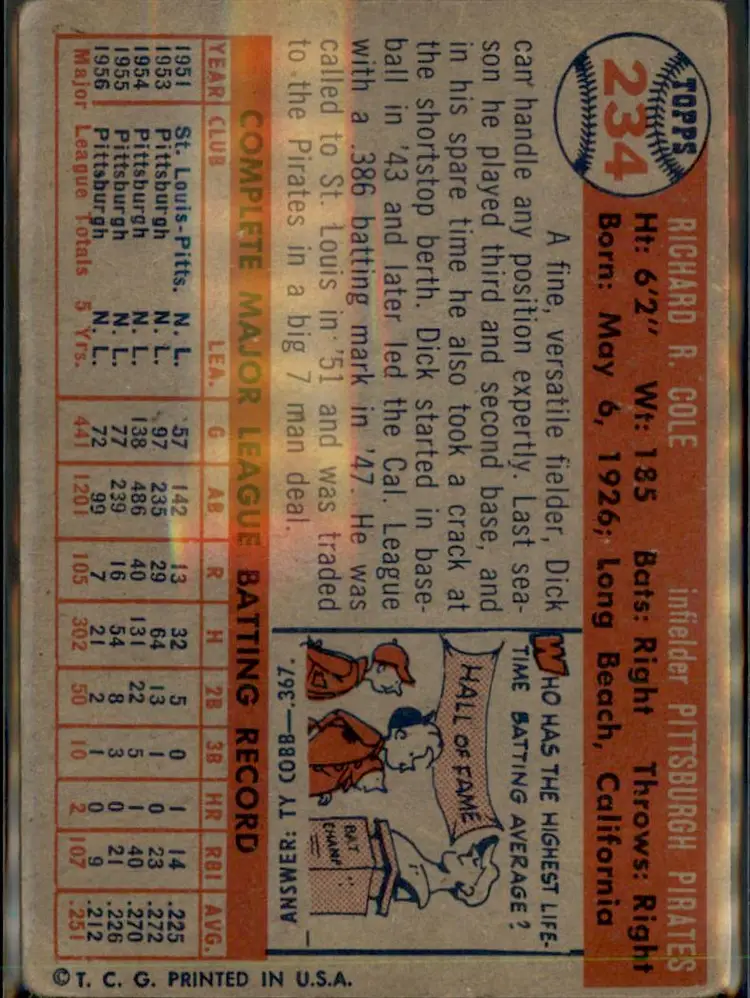 TOPPS
234
RICHARD R. COLE infielder PITTSBURGH PIRATES
Ht: 6'2" Wt: 185 Bats: Right Throws: Right
Born: May 6, 1926; Long Beach, California
A fine, versatile fielder, Dick
can handle any position expertly. Last sea-
son he played third and second base, and
in his spare time he also took a crack at
the shortstop berth. Dick started in base-
ball in '43 and later led the Cal. League
with a .386 batting mark in '47. He was
called to St. Louis in '51 and was traded
to the Pirates in a big 7 man deal.
WHO HAS THE HIGHEST LIFE-
TIME BATTING AVERAGE?
HALL OF FAME
BAT
CHAMP
ANSWER: TY COBB—.367.
COMPLETE MAJOR LEAGUE BATTING RECORD
YEAR CLUB LEA. G AB R H 2B 3B HR RBI AVG.
1951 St. Louis-Pitts. N. L. 57 142 13 32 5 0 1 14 .225
1953 Pittsburgh N. L. 97 235 29 64 13 1 0 23 .272
1954 Pittsburgh N. L. 138 486 40 131 22 5 1 40 .270
1955 Pittsburgh N. L. 77 239 16 54 8 3 0 21 .226
1956 Pittsburgh N. L. 72 99 7 21 2 1 0 9 .212
Major League Totals 5 Yrs. 441 1201 105 302 50 10 2 107 .251
© T. C. G. PRINTED IN U.S.A.